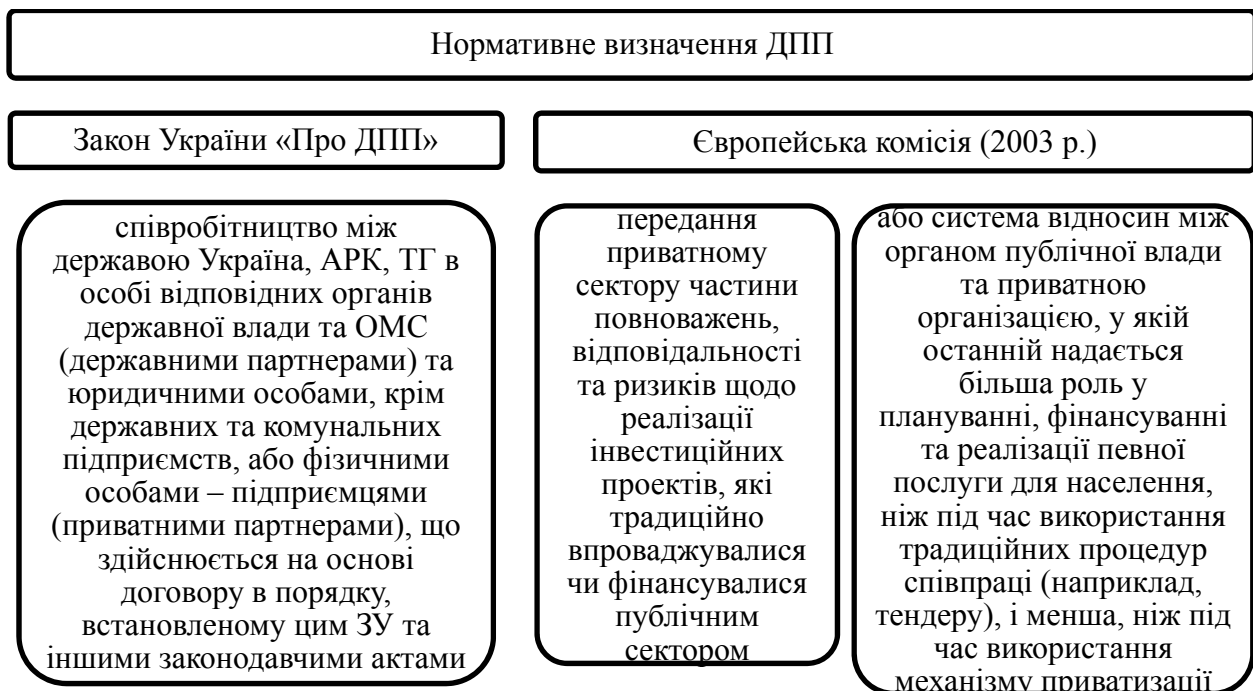 Нормативне визначення ДПП
Закон України «Про ДПП»
Європейська комісія (2003 р.)
співробітництво між
державою Україна, АРК, ТГ в
особі відповідних органів
державної влади та ОМС
(державними партнерами) та
юридичними особами, крім
державних та комунальних
підприємств, або фізичними
особами – підприємцями
(приватними партнерами), що
здійснюється на основі
договору в порядку,
встановленому цим ЗУ та
іншими законодавчими актами
передання
приватному
сектору частини
повноважень,
відповідальності
та ризиків щодо
реалізації
інвестиційних
проектів, які
традиційно
впроваджувалися
чи фінансувалися
публічним
сектором
або система відносин між
органом публічної влади
та приватною
організацією, у якій
останній надається
більша роль у
плануванні, фінансуванні
та реалізації певної
послуги для населення,
ніж під час використання
традиційних процедур
співпраці (наприклад,
тендеру), і менша, ніж під
час використання
механізму приватизації